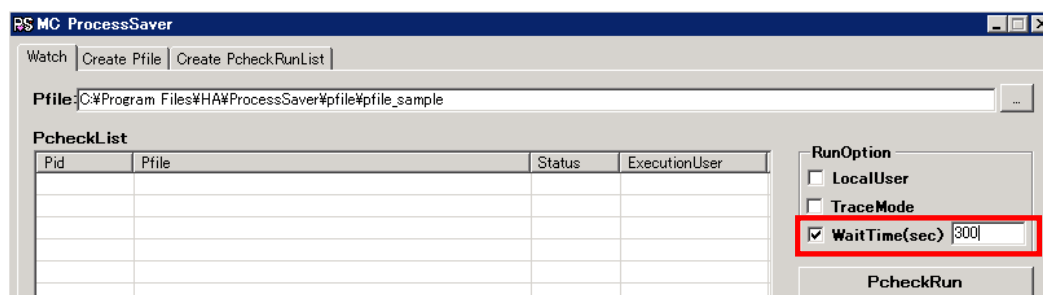 PS MC ProcessSaver
Watch Create Pfile Create PcheckRunList
Pfile: C:¥Program Files¥HA¥ProcessSaver¥pfile¥pfile_sample ...
PcheckList
Pid Pfile Status ExecutionUser
RunOption
LocalUser
TraceMode
WaitTime(sec) 300
PcheckRun